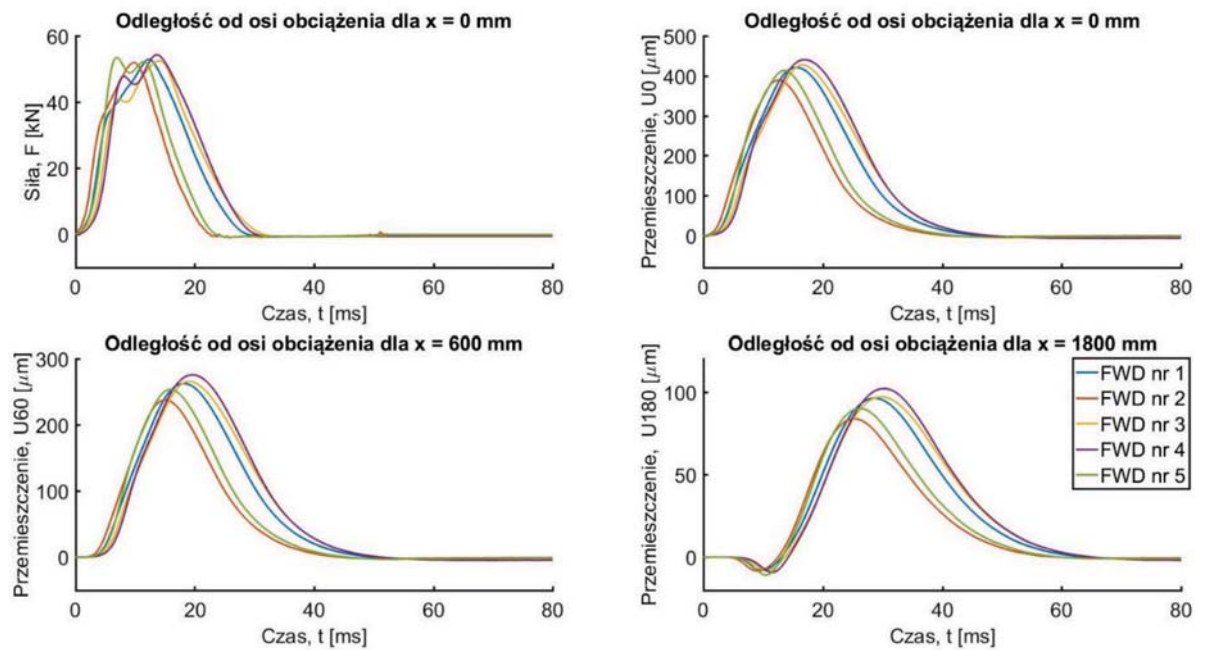 Odległość od osi obciążenia dla x = 0 mm
Siła, F [kN]
60
40
20
0
0 20 40 60 80
Czas, t [ms]
Odległość od osi obciążenia dla x = 0 mm
Przemieszczenie, U0 [μm]
500
400
300
200
100
0
0 20 40 60 80
Czas, t [ms]
Odległość od osi obciążenia dla x = 600 mm
Przemieszczenie, U60 [μm]
300
200
100
0
0 20 40 60 80
Czas, t [ms]
Odległość od osi obciążenia dla x = 1800 mm
Przemieszczenie, U180 [μm]
100
50
0
0 20 40 60 80
Czas, t [ms]
FWD nr 1
FWD nr 2
FWD nr 3
FWD nr 4
FWD nr 5